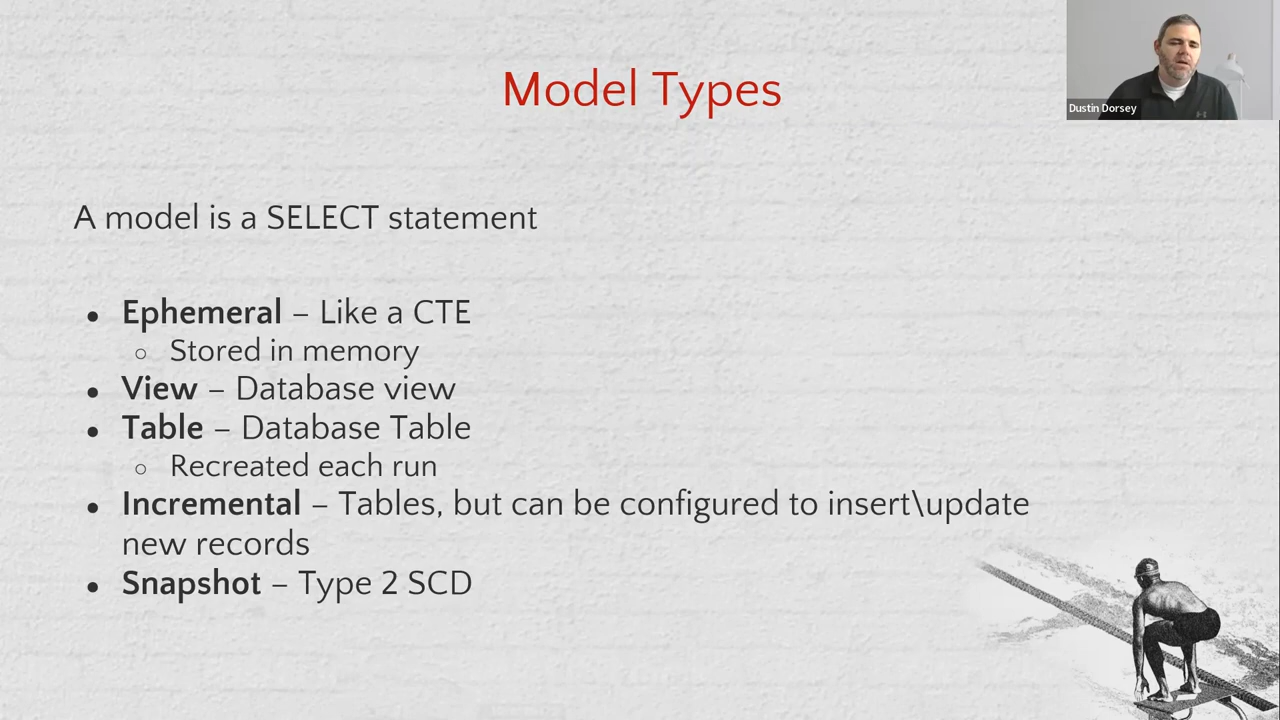 Model Types
Dustin Dorsey
A model is a SELECT statement
● Ephemeral – Like a CTE
○ Stored in memory
● View – Database view
● Table – Database Table
○ Recreated each run
● Incremental – Tables, but can be configured to insert\update
new records
● Snapshot – Type 2 SCD